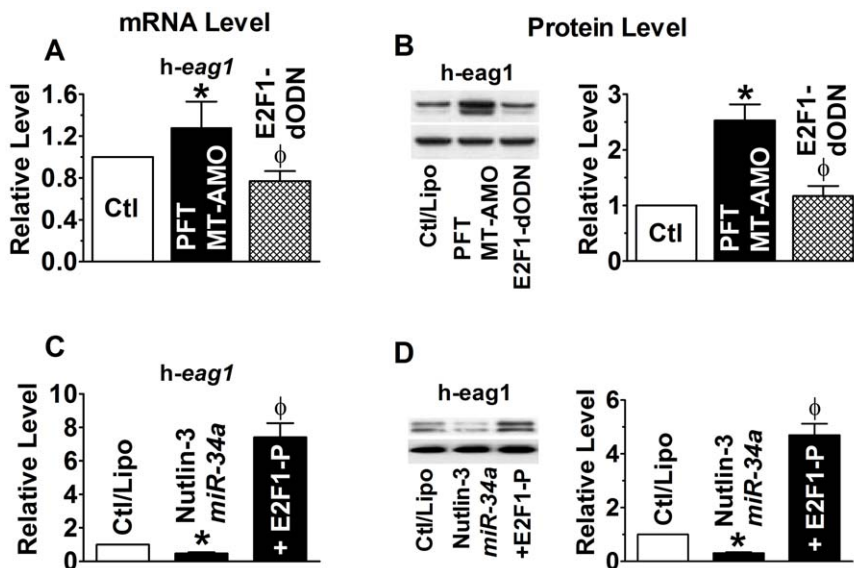 mRNA Level
Protein Level
A
h-eag1
Relative Level
1.6
1.2
0.8
0.4
0.0
Ctl
*
PFT
MT-AMO
E2F1-
dODN
ϕ
B
h-eag1
Ctl/Lipo
PFT
MT-AMO
E2F1-dODN
Relative Level
3
2
1
0
Ctl
*
PFT
MT-AMO
E2F1-
dODN
ϕ
C
h-eag1
Relative Level
10
8
6
4
2
0
Ctl/Lipo
Nutlin-3
miR-34a
*
ϕ
+ E2F1-P
D
h-eag1
Ctl/Lipo
Nutlin-3
miR-34a
+E2F1-P
Relative Level
6
4
2
0
Ctl/Lipo
Nutlin-3
miR-34a
*
ϕ
+ E2F1-P